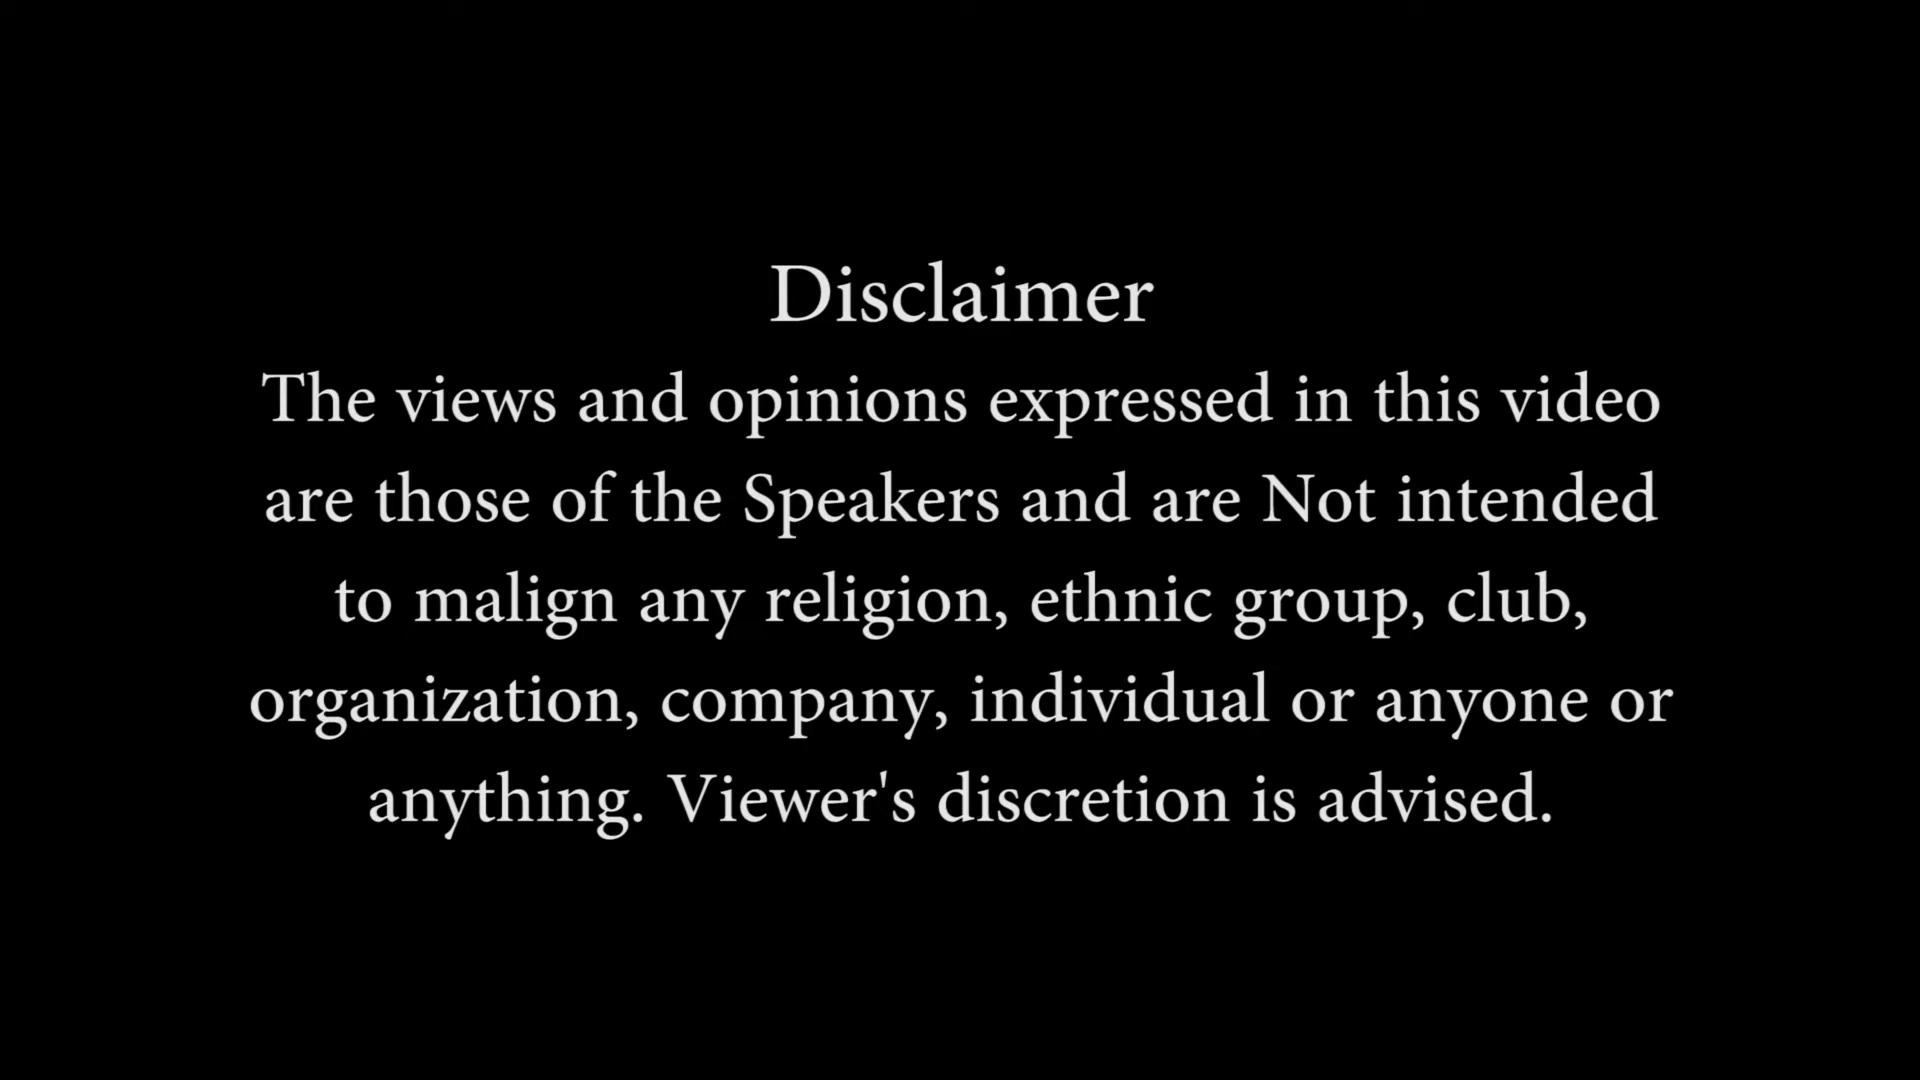 Disclaimer
The views and opinions expressed in this video
are those of the Speakers and are Not intended
to malign any religion, ethnic group, club,
organization, company, individual or anyone or
anything. Viewer's discretion is advised.